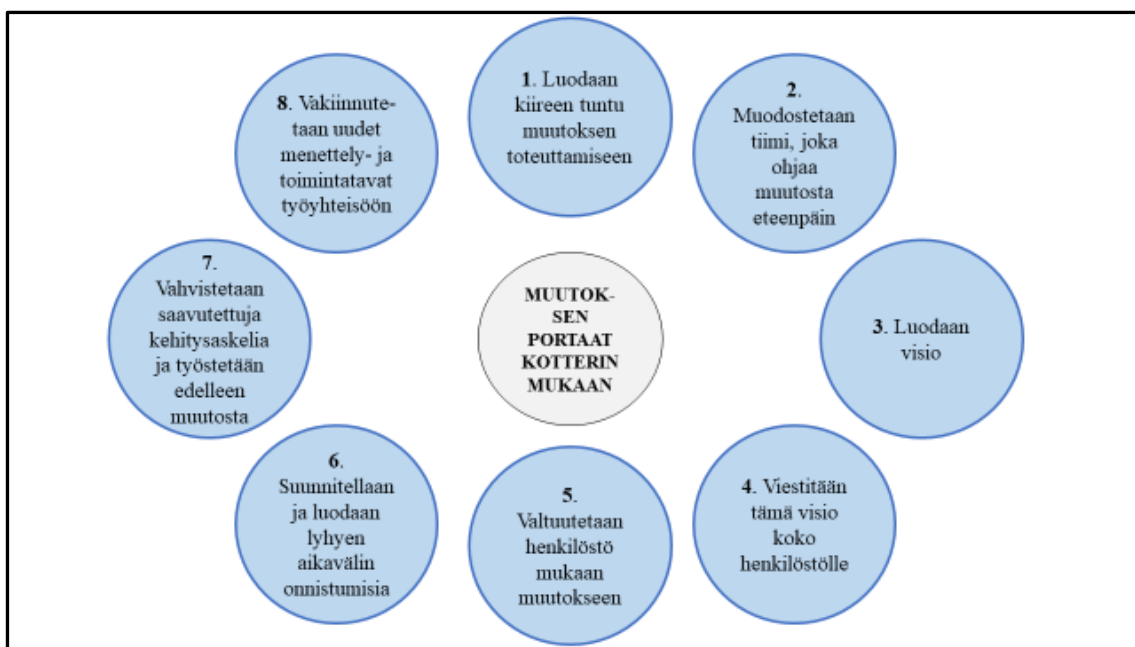 1. Luodaan
kiireen tuntu
muutoksen
toteuttamiseen
2.
Muodostetaan
tiimi, joka
ohjaa
muutosta
eteenpäin
3. Luodaan
visio
4. Viestitään
tämä visio
koko
henkilöstölle
5.
Valtuutetaan
henkilöstö
mukaan
muutokseen
6.
Suunnitellaan
ja luodaan
lyhyen
aikavälin
onnistumisia
7.
Vahvistetaan
saavutettuja
kehitysaskelia
ja työstetään
edelleen
muutosta
8. Vakiinnute-
taan uudet
menettely- ja
toimintatavat
työyhteisöön
MUUTOK-
SEN
PORTAAT
KOTTERIN
MUKAAN